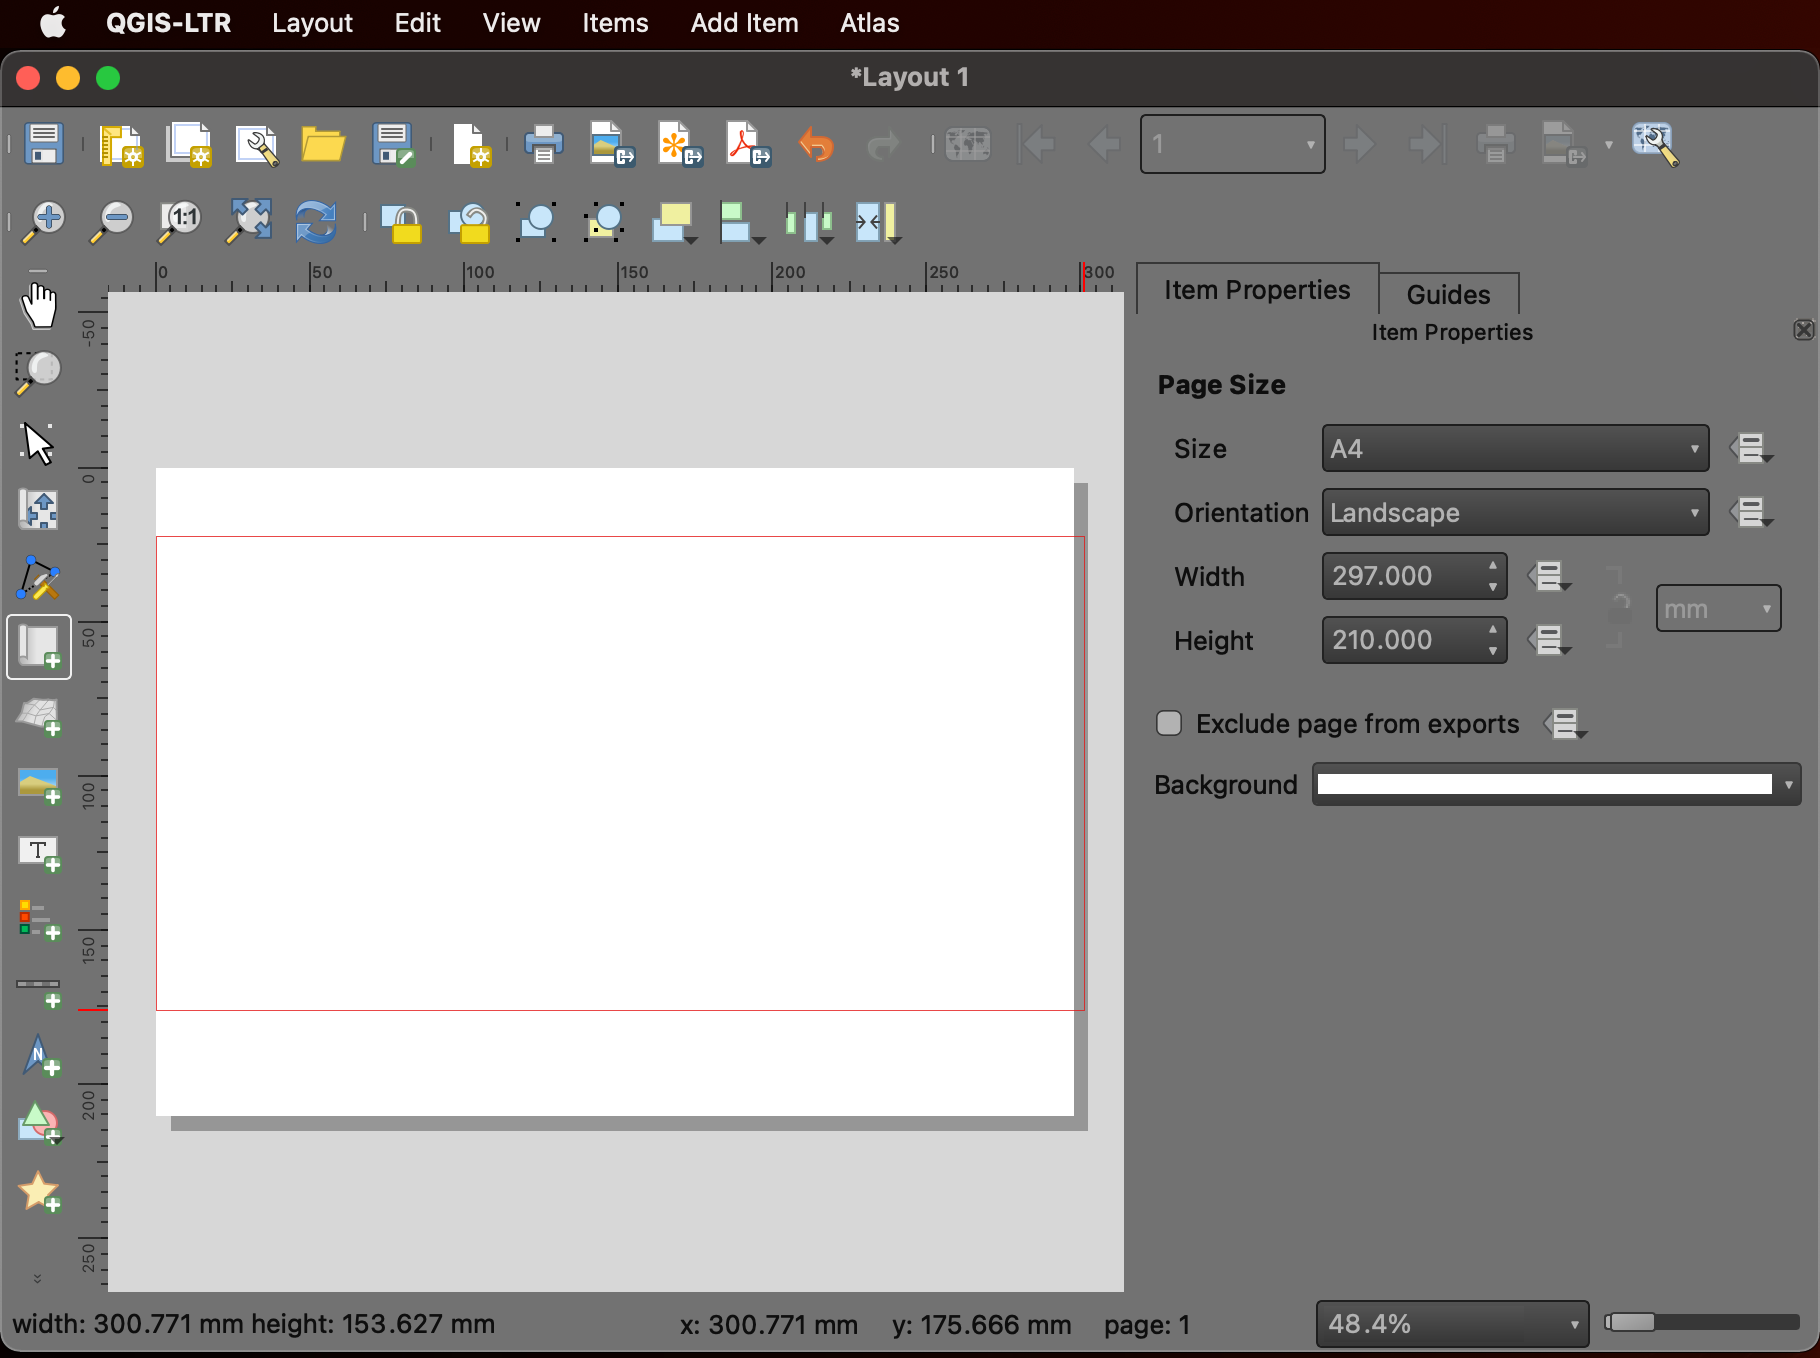 QGIS-LTR Layout Edit View Items Add Item Atlas
*Layout 1
1
1:1
0 50 100 150 200 250 300
-50
0
50
100
150
200
250
T
N
Item Properties Guides
Item Properties
Page Size
Size A4
Orientation Landscape
Width 297.000
mm
Height 210.000
Exclude page from exports
Background
width: 300.771 mm height: 153.627 mm x: 300.771 mm y: 175.666 mm page: 1 48.4%